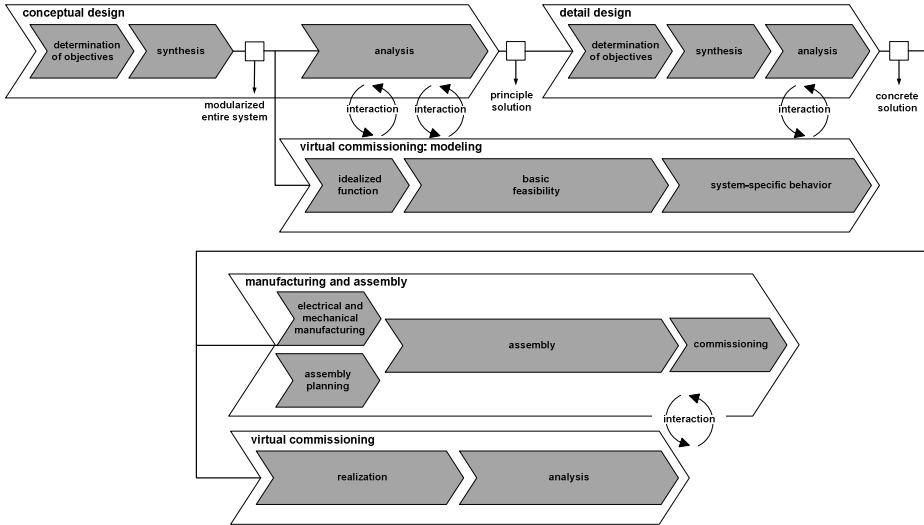 conceptual design
determination
of objectives
synthesis
analysis
modularized
entire system
principle
solution
interaction
interaction
detail design
determination
of objectives
synthesis
analysis
concrete
solution
interaction
virtual commissioning: modeling
idealized
function
basic
feasibility
system-specific behavior
manufacturing and assembly
electrical and
mechanical
manufacturing
assembly
planning
assembly
commissioning
interaction
virtual commissioning
realization
analysis